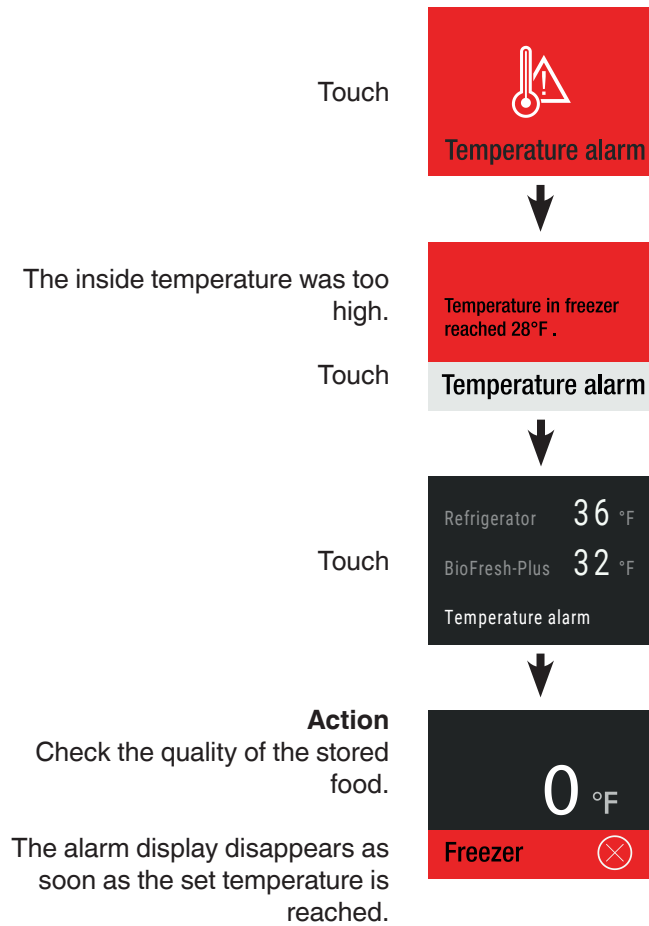 Touch
Temperature alarm
The inside temperature was too
high.
Temperature in freezer
reached 28°F .
Touch
Temperature alarm
Refrigerator 36 °F
BioFresh-Plus 32 °F
Touch
Temperature alarm
Action
Check the quality of the stored
food.
0 °F
Freezer
The alarm display disappears as
soon as the set temperature is
reached.